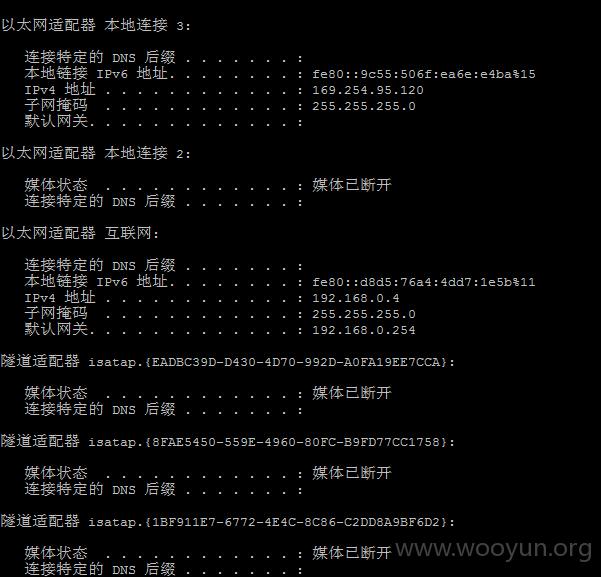 以太网适配器 本地连接 3:
连接特定的 DNS 后缀 . . . . . . . :
本地链接 IPv6 地址. . . . . . . . : fe80::9c55:506f:ea6e:e4ba%15
IPv4 地址 . . . . . . . . . . . . : 169.254.95.120
子网掩码  . . . . . . . . . . . . : 255.255.255.0
默认网关. . . . . . . . . . . . . :
以太网适配器 本地连接 2:
媒体状态  . . . . . . . . . . . . : 媒体已断开
连接特定的 DNS 后缀 . . . . . . . :
以太网适配器 互联网:
连接特定的 DNS 后缀 . . . . . . . :
本地链接 IPv6 地址. . . . . . . . : fe80::d8d5:76a4:4dd7:1e5b%11
IPv4 地址 . . . . . . . . . . . . : 192.168.0.4
子网掩码  . . . . . . . . . . . . : 255.255.255.0
默认网关. . . . . . . . . . . . . : 192.168.0.254
隧道适配器 isatap.{EADBC39D-D430-4D70-992D-A0FA19EE7CCA}:
媒体状态  . . . . . . . . . . . . : 媒体已断开
连接特定的 DNS 后缀 . . . . . . . :
隧道适配器 isatap.{8FAE5450-559E-4960-80FC-B9FD77CC1758}:
媒体状态  . . . . . . . . . . . . : 媒体已断开
连接特定的 DNS 后缀 . . . . . . . :
隧道适配器 isatap.{1BF911E7-6772-4E4C-8C86-C2DD8A9BF6D2}:
媒体状态  . . . . . . . . . . . . : 媒体已断开
连接特定的 DNS 后缀 . . . . . . . :
www.wooyun.org